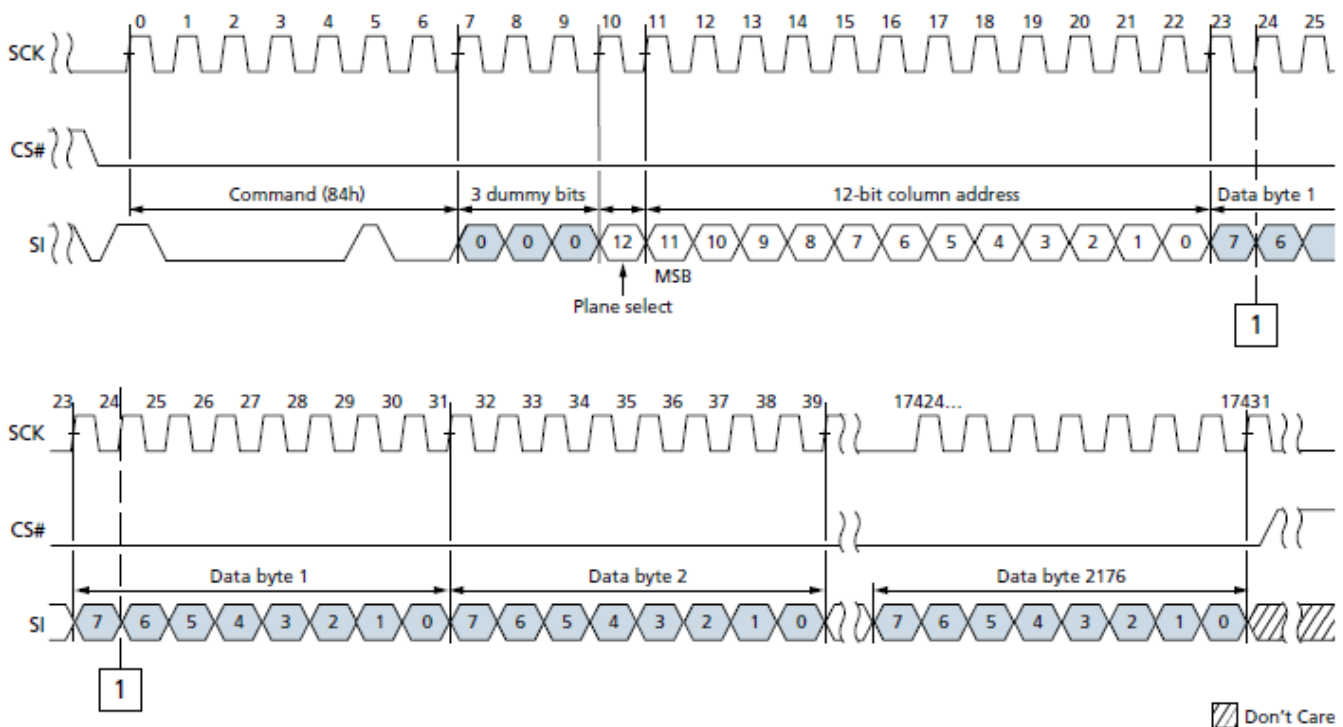 0 1 2 3 4 5 6 7 8 9 10 11 12 13 14 15 16 17 18 19 20 21 22 23 24 25
SCK
CS#
Command (84h) 3 dummy bits 12-bit column address Data byte 1
SI 0 0 0 12 11 10 9 8 7 6 5 4 3 2 1 0 7 6
MSB
Plane select
1
23 24 25 26 27 28 29 30 31 32 33 34 35 36 37 38 39 17424... 17431
SCK
CS#
Data byte 1 Data byte 2 Data byte 2176
SI 7 6 5 4 3 2 1 0 7 6 5 4 3 2 1 0 7 6 5 4 3 2 1 0
1
Don't Care